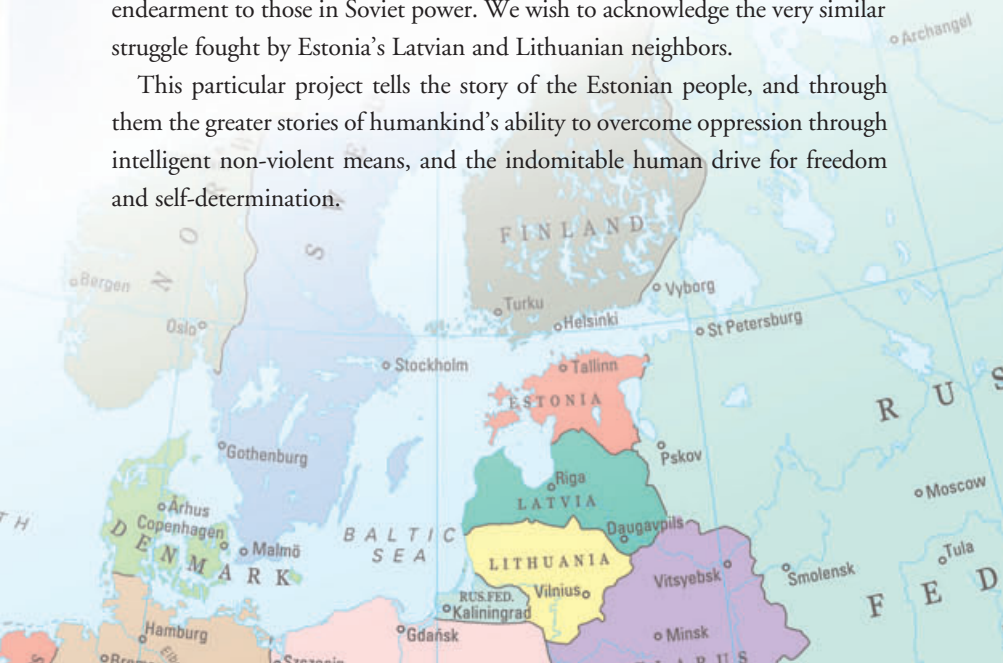 endearment to those in Soviet power. We wish to acknowledge the very similar
struggle fought by Estonia's Latvian and Lithuanian neighbors.
This particular project tells the story of the Estonian people, and through
them the greater stories of humankind's ability to overcome oppression through
intelligent non-violent means, and the indomitable human drive for freedom
and self-determination.
Archangel
FINLAND
Bergen
Vyborg
Turku
Oslo
Helsinki
St Petersburg
Stockholm
Tallinn
ESTONIA
RUS
Gothenburg
Pskov
Riga
Moscow
LATVIA
Århus
Copenhagen
DENMARK
BALTIC
SEA
Daugavpils
Malmö
LITHUANIA
Tula
Vitsyebsk
Smolensk
RUS.FED.
Vilnius
Kaliningrad
FED
Hamburg
Gdańsk
Minsk